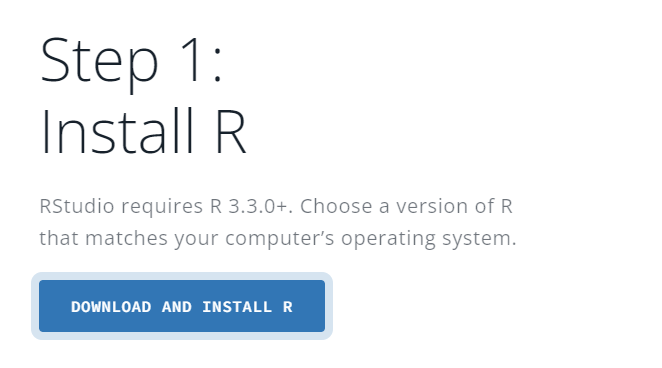 Step 1:
Install R
RStudio requires R 3.3.0+. Choose a version of R
that matches your computer’s operating system.
DOWNLOAD AND INSTALL R